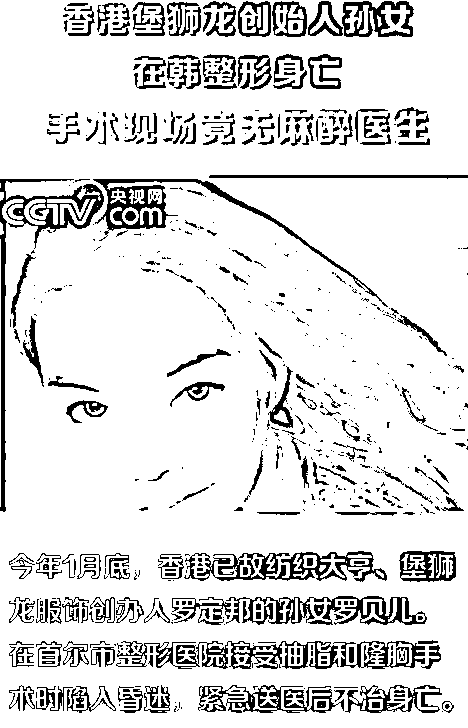 香港堡狮龙创始人孙女
在韩整形身亡
手术现场竟无麻醉医生
CCTV 央视网
com
今年1月底，香港已故纺织大亨、堡狮
龙服饰创办人罗定邦的孙女罗贝儿。
在首尔市整形医院接受抽脂和隆胸手
术时陷入昏迷，紧急送医后不治身亡。